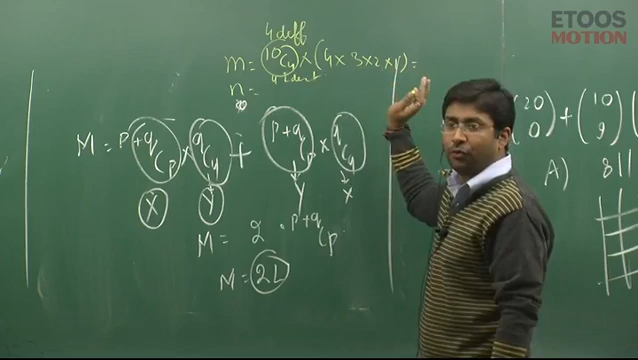 ETOOS
MOTION
4 diff
m = ¹⁰C₄ × (4 × 3 × 2 × 1) =
4 ident
n =
M = ᵖ⁺qCₚ × qCq + ᵖ⁺qCq × qCq
X Y Y X
M = 2 · ᵖ⁺qCₚ
M = 2L
(20 0) + (10 9)
A) 811